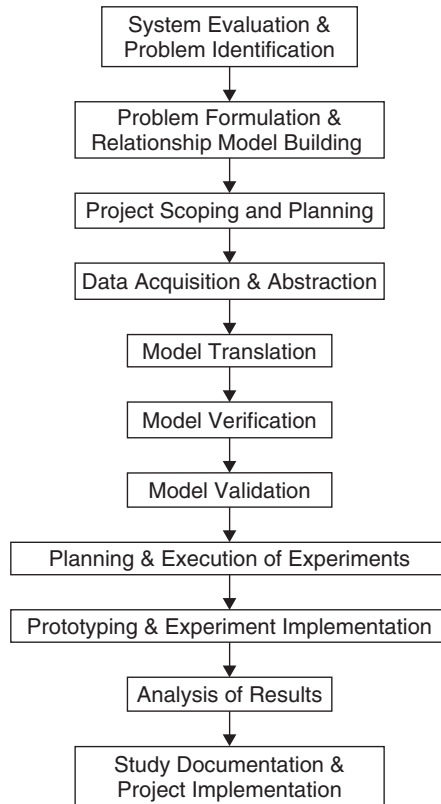 System Evaluation &
Problem Identification
Problem Formulation &
Relationship Model Building
Project Scoping and Planning
Data Acquisition & Abstraction
Model Translation
Model Verification
Model Validation
Planning & Execution of Experiments
Prototyping & Experiment Implementation
Analysis of Results
Study Documentation &
Project Implementation